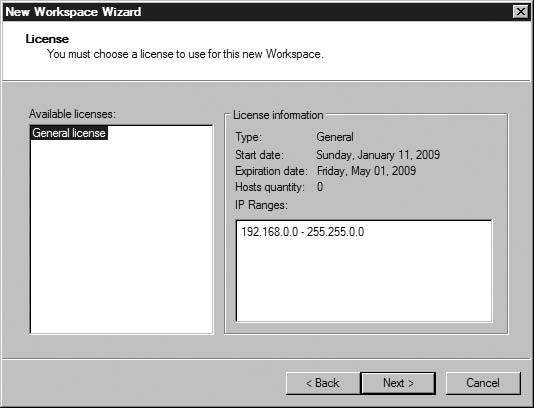 New Workspace Wizard
License
You must choose a license to use for this new Workspace.
Available licenses:
General license
License information
Type: General
Start date: Sunday, January 11, 2009
Expiration date: Friday, May 01, 2009
Hosts quantity: 0
IP Ranges:
192.168.0.0 - 255.255.0.0
< Back
Next >
Cancel